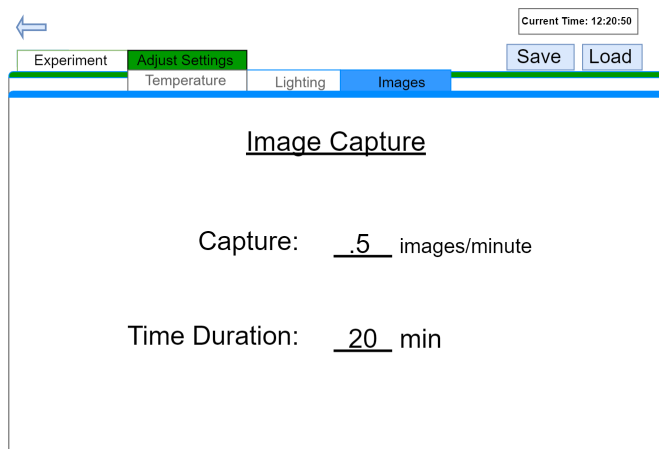 Current Time: 12:20:50
Experiment Adjust Settings Save Load
Temperature Lighting Images
Image Capture
Capture: .5 images/minute
Time Duration: 20 min